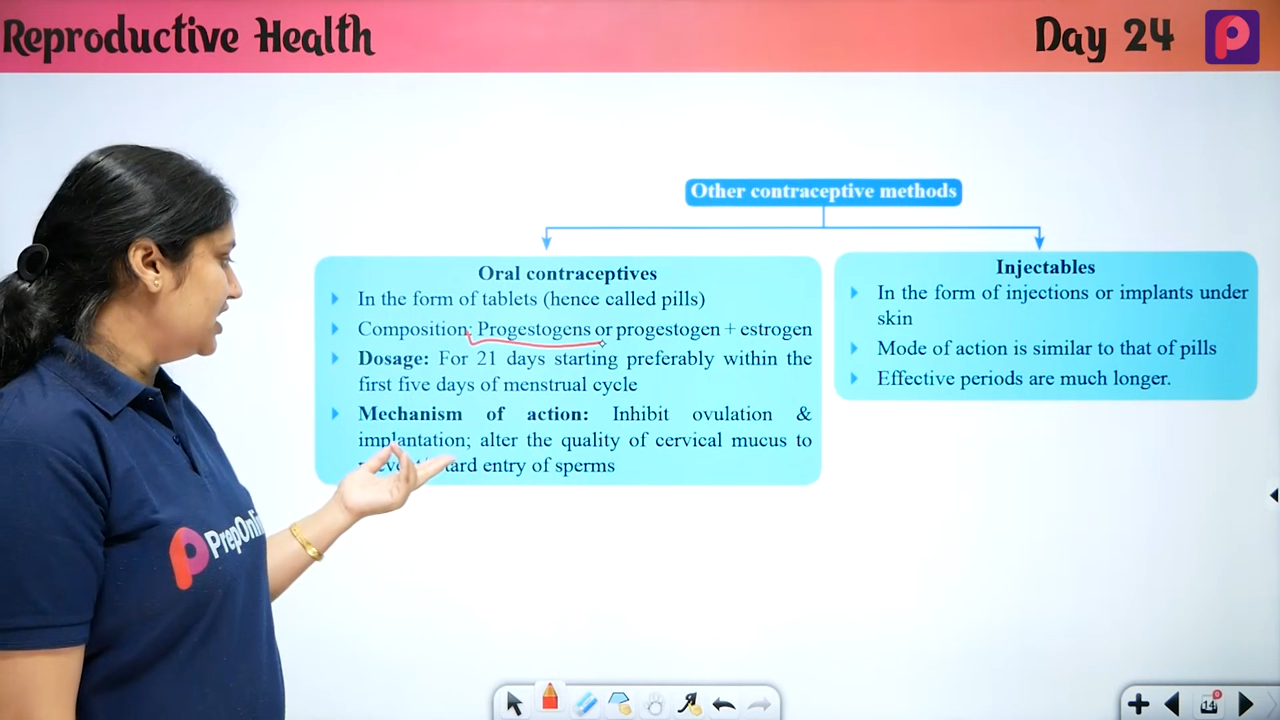 Reproductive Health
Day 24
Other contraceptive methods
Oral contraceptives
In the form of tablets (hence called pills)
Composition: Progestogens or progestogen + estrogen
Dosage: For 21 days starting preferably within the
first five days of menstrual cycle
Mechanism of action: Inhibit ovulation &
implantation; alter the quality of cervical mucus to
entry of sperms
Injectables
In the form of injections or implants under
skin
Mode of action is similar to that of pills
Effective periods are much longer.
14